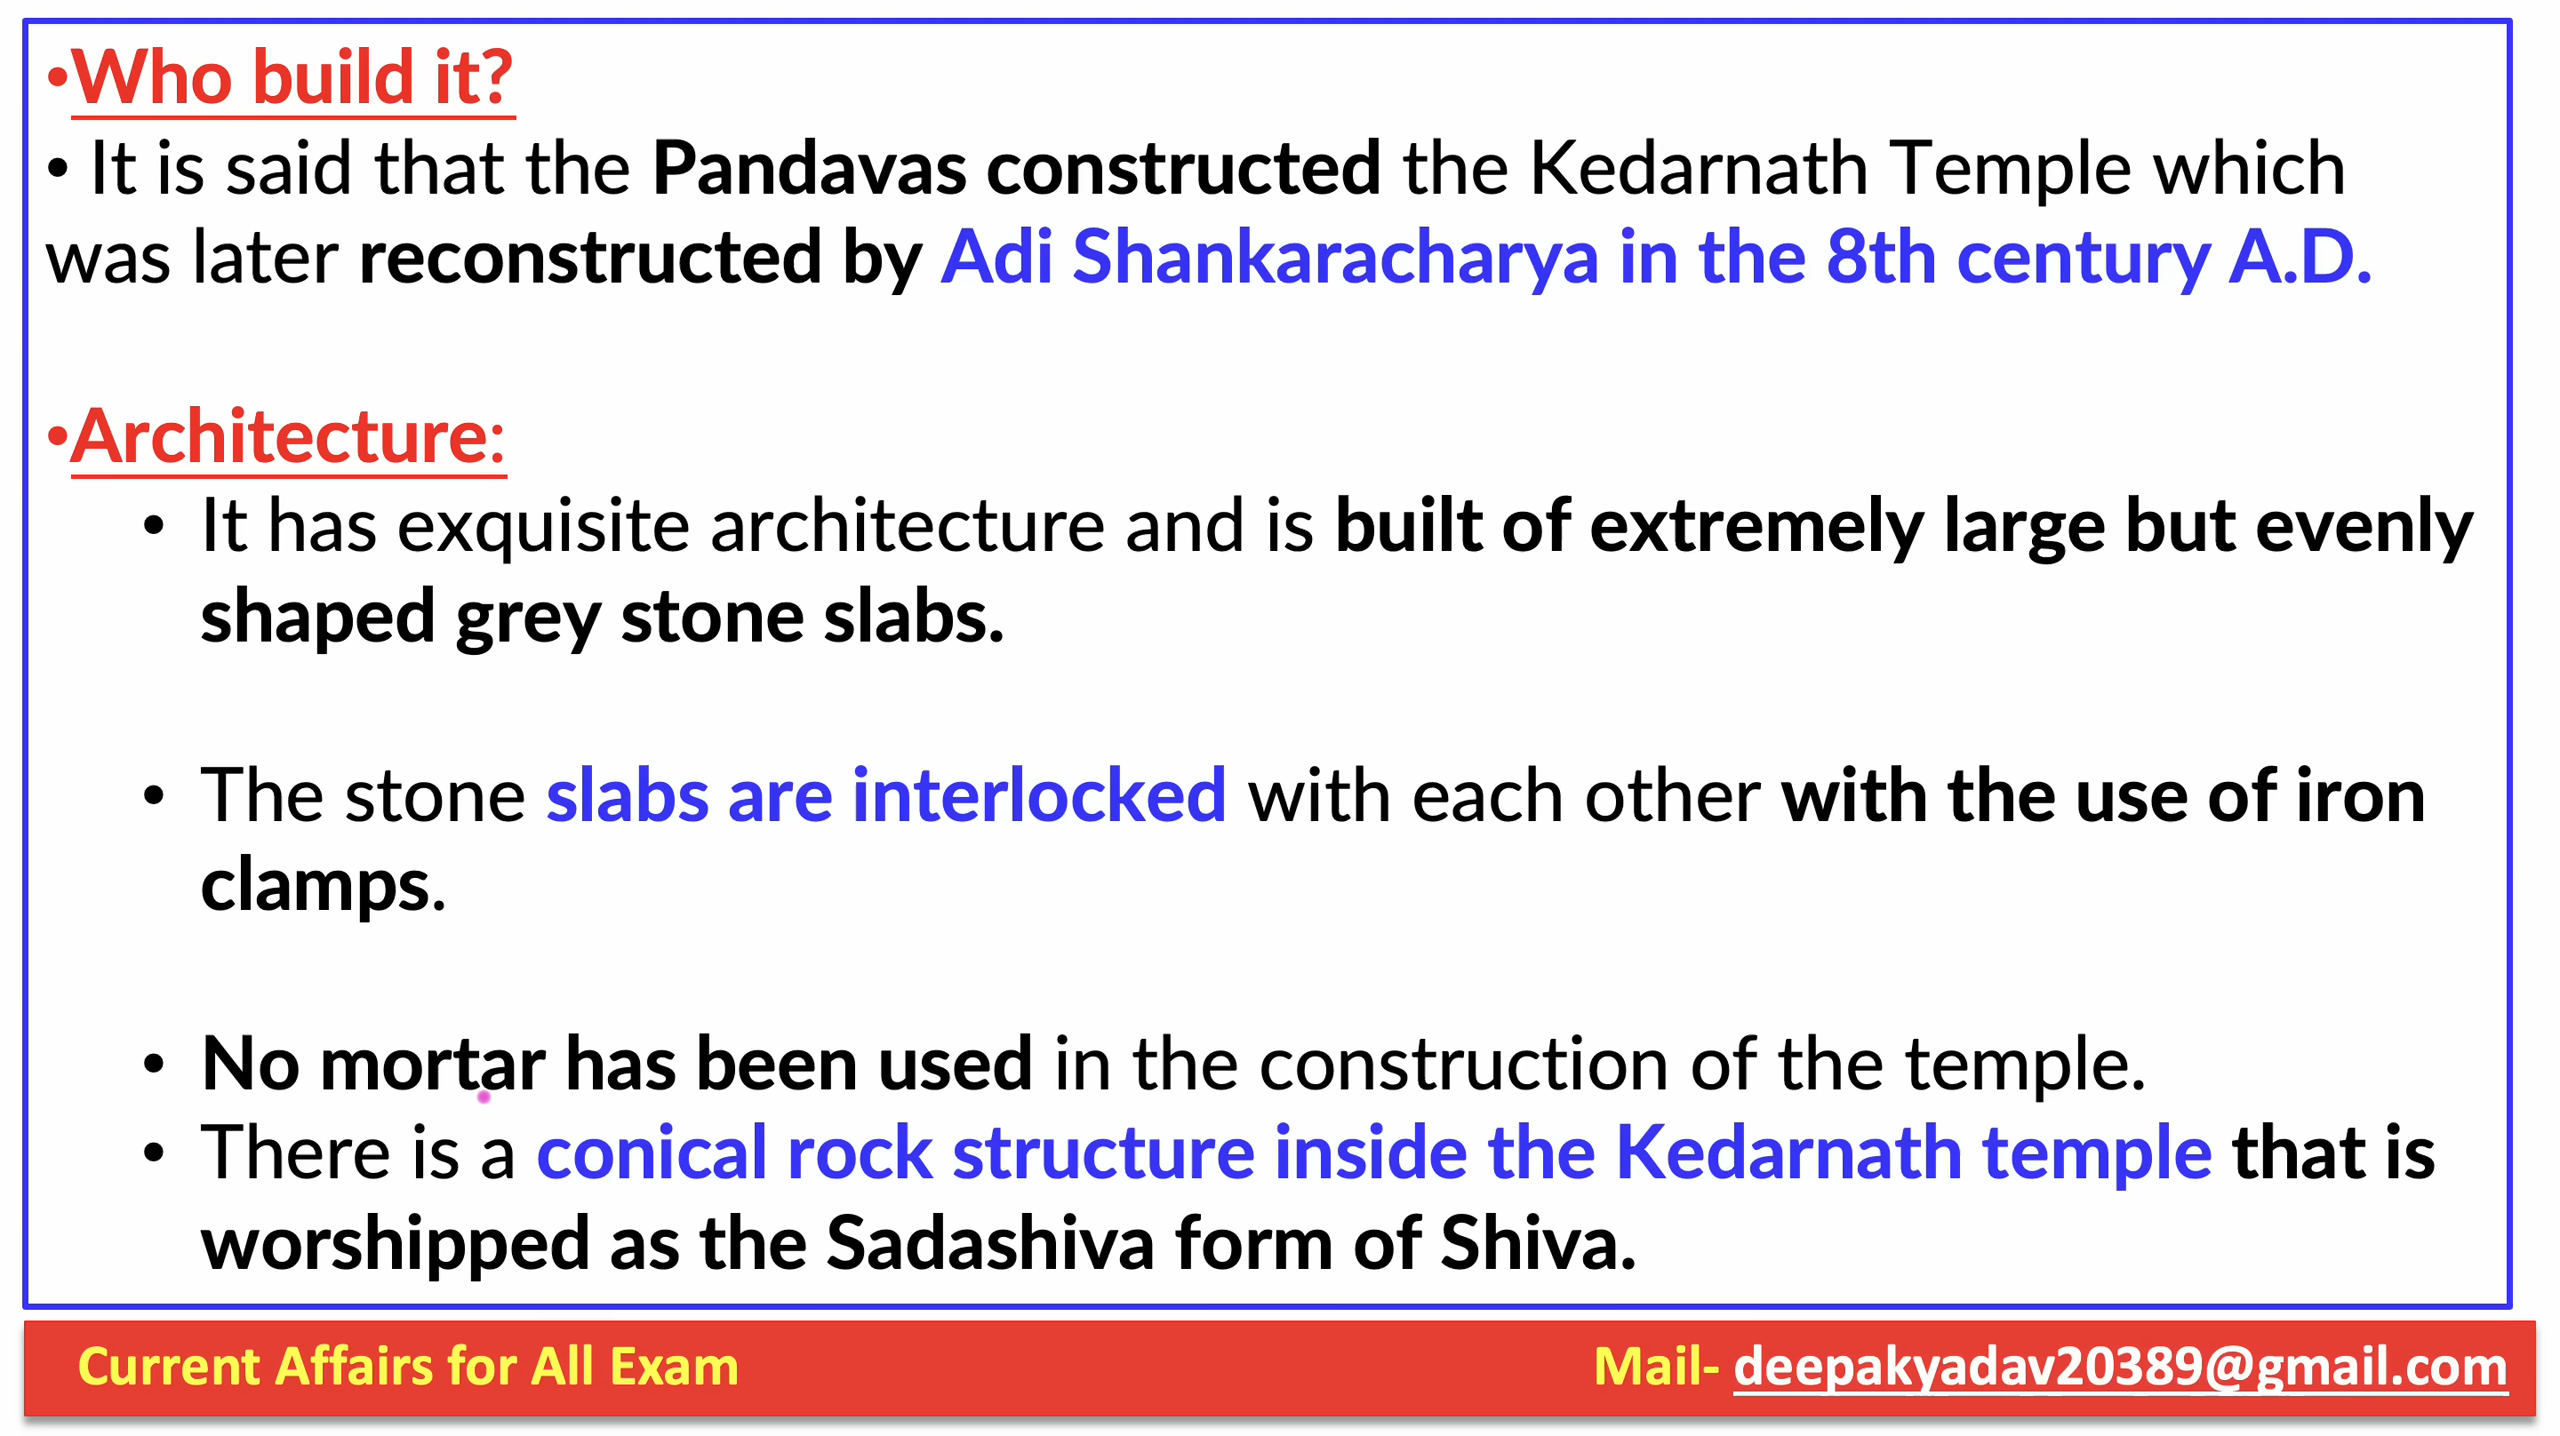 •Who build it?
• It is said that the Pandavas constructed the Kedarnath Temple which
was later reconstructed by Adi Shankaracharya in the 8th century A.D.
•Architecture:
• It has exquisite architecture and is built of extremely large but evenly
shaped grey stone slabs.
• The stone slabs are interlocked with each other with the use of iron
clamps.
• No mortar has been used in the construction of the temple.
• There is a conical rock structure inside the Kedarnath temple that is
worshipped as the Sadashiva form of Shiva.
Current Affairs for All Exam
Mail- deepakyadav20389@gmail.com